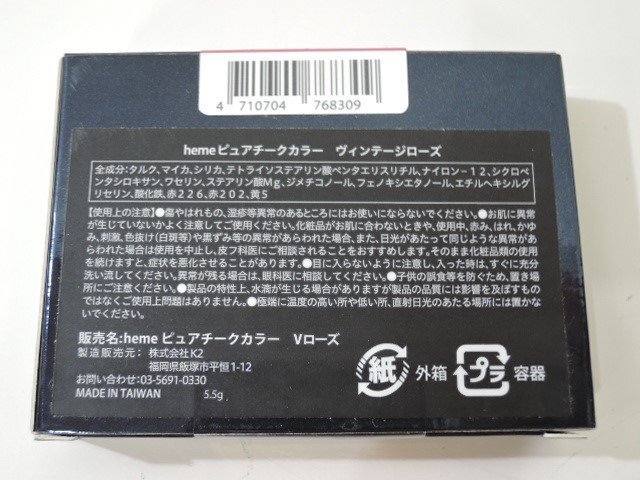 4 710704 768309
heme ピュアチークカラー ヴィンテージローズ
全成分:タルク、マイカ、シリカ、テトライソステアリン酸ペンタエリスリチル、ナイロン-12、シクロペ
ンタシロキサン、ワセリン、ステアリン酸Mg、ジメチコノール、フェノキシエタノール、エチルヘキシルグ
リセリン、酸化鉄、赤226、赤202、黄5
【使用上の注意】●傷やはれもの、湿疹等異常のあるところにはお使いにならないでください。●お肌に異常
が生じていないかよく注意してご使用ください。化粧品がお肌に合わないときや、使用中、赤み、はれ、かゆ
み、刺激、色抜け(白斑等)や黒ずみ等の異常があらわれた場合、また、日光があたって同じような異常があ
らわれた場合は使用を中止し、皮フ科医にご相談されることをおすすめします。そのまま化粧品類の使用
を続けますと、症状を悪化させることがあります。●目に入らないように注意し、入った時は、すぐに充分
洗い流してください。異常が残る場合は、眼科医に相談してください。●子供の誤食等を防ぐため、置き場
所にご注意ください。●製品の特性上、水滴が生じる場合がありますが製品の品質には影響を及ぼすもの
ではなくご使用上問題はありません。●極端に温度の高い所や低い所、直射日光のあたる場所には置かな
いでください。
販売名:heme ピュアチークカラー Vローズ
製造販売元: 株式会社K2
福岡県飯塚市平恒1-12
お問い合わせ:03-5691-0330
MADE IN TAIWAN 5.5g
紙 外箱 プラ 容器